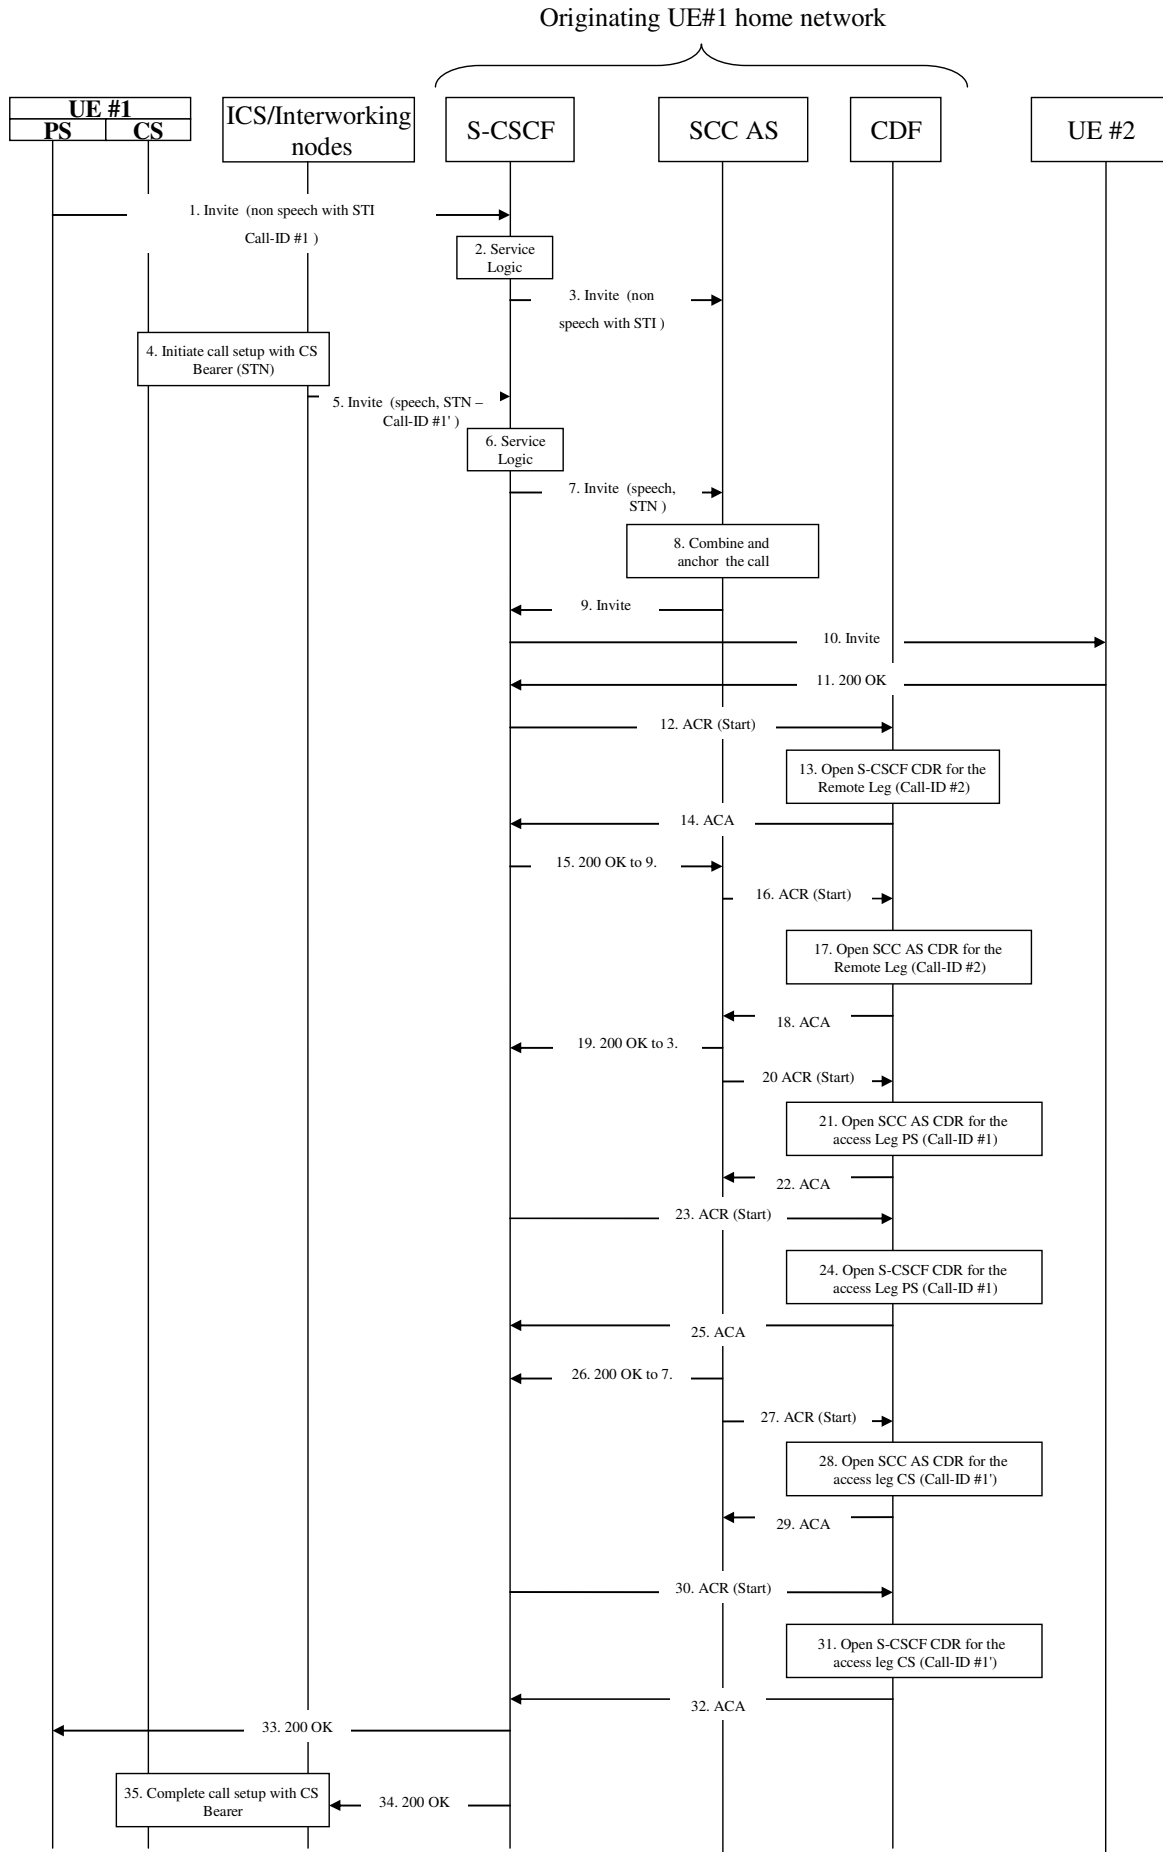 Originating UE#1 home network
UE #1
PS
CS
ICS/Interworking
nodes
S-CSCF
SCC AS
CDF
UE #2
1. Invite (non speech with STI
Call-ID #1 )
2. Service
Logic
3. Invite (non
speech with STI )
4. Initiate call setup with CS
Bearer (STN)
5. Invite (speech, STN –
Call-ID #1' )
6. Service
Logic
7. Invite (speech,
STN )
8. Combine and
anchor the call
9. Invite
10. Invite
11. 200 OK
12. ACR (Start)
13. Open S-CSCF CDR for the
Remote Leg (Call-ID #2)
14. ACA
15. 200 OK to 9.
16. ACR (Start)
17. Open SCC AS CDR for the
Remote Leg (Call-ID #2)
18. ACA
19. 200 OK to 3.
20 ACR (Start)
21. Open SCC AS CDR for the
access Leg PS (Call-ID #1)
22. ACA
23. ACR (Start)
24. Open S-CSCF CDR for the
access Leg PS (Call-ID #1)
25. ACA
26. 200 OK to 7.
27. ACR (Start)
28. Open SCC AS CDR for the
access leg CS (Call-ID #1')
29. ACA
30. ACR (Start)
31. Open S-CSCF CDR for the
access leg CS (Call-ID #1')
32. ACA
33. 200 OK
34. 200 OK
35. Complete call setup with CS
Bearer